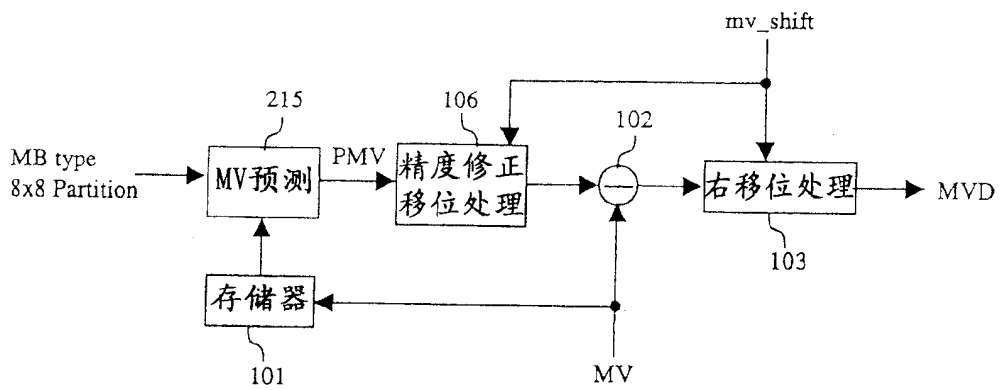 mv_shift
215
106
102
MB type
8x8 Partition
MV预测
PMV
精度修正
移位处理
右移位处理
MVD
103
存储器
101
MV